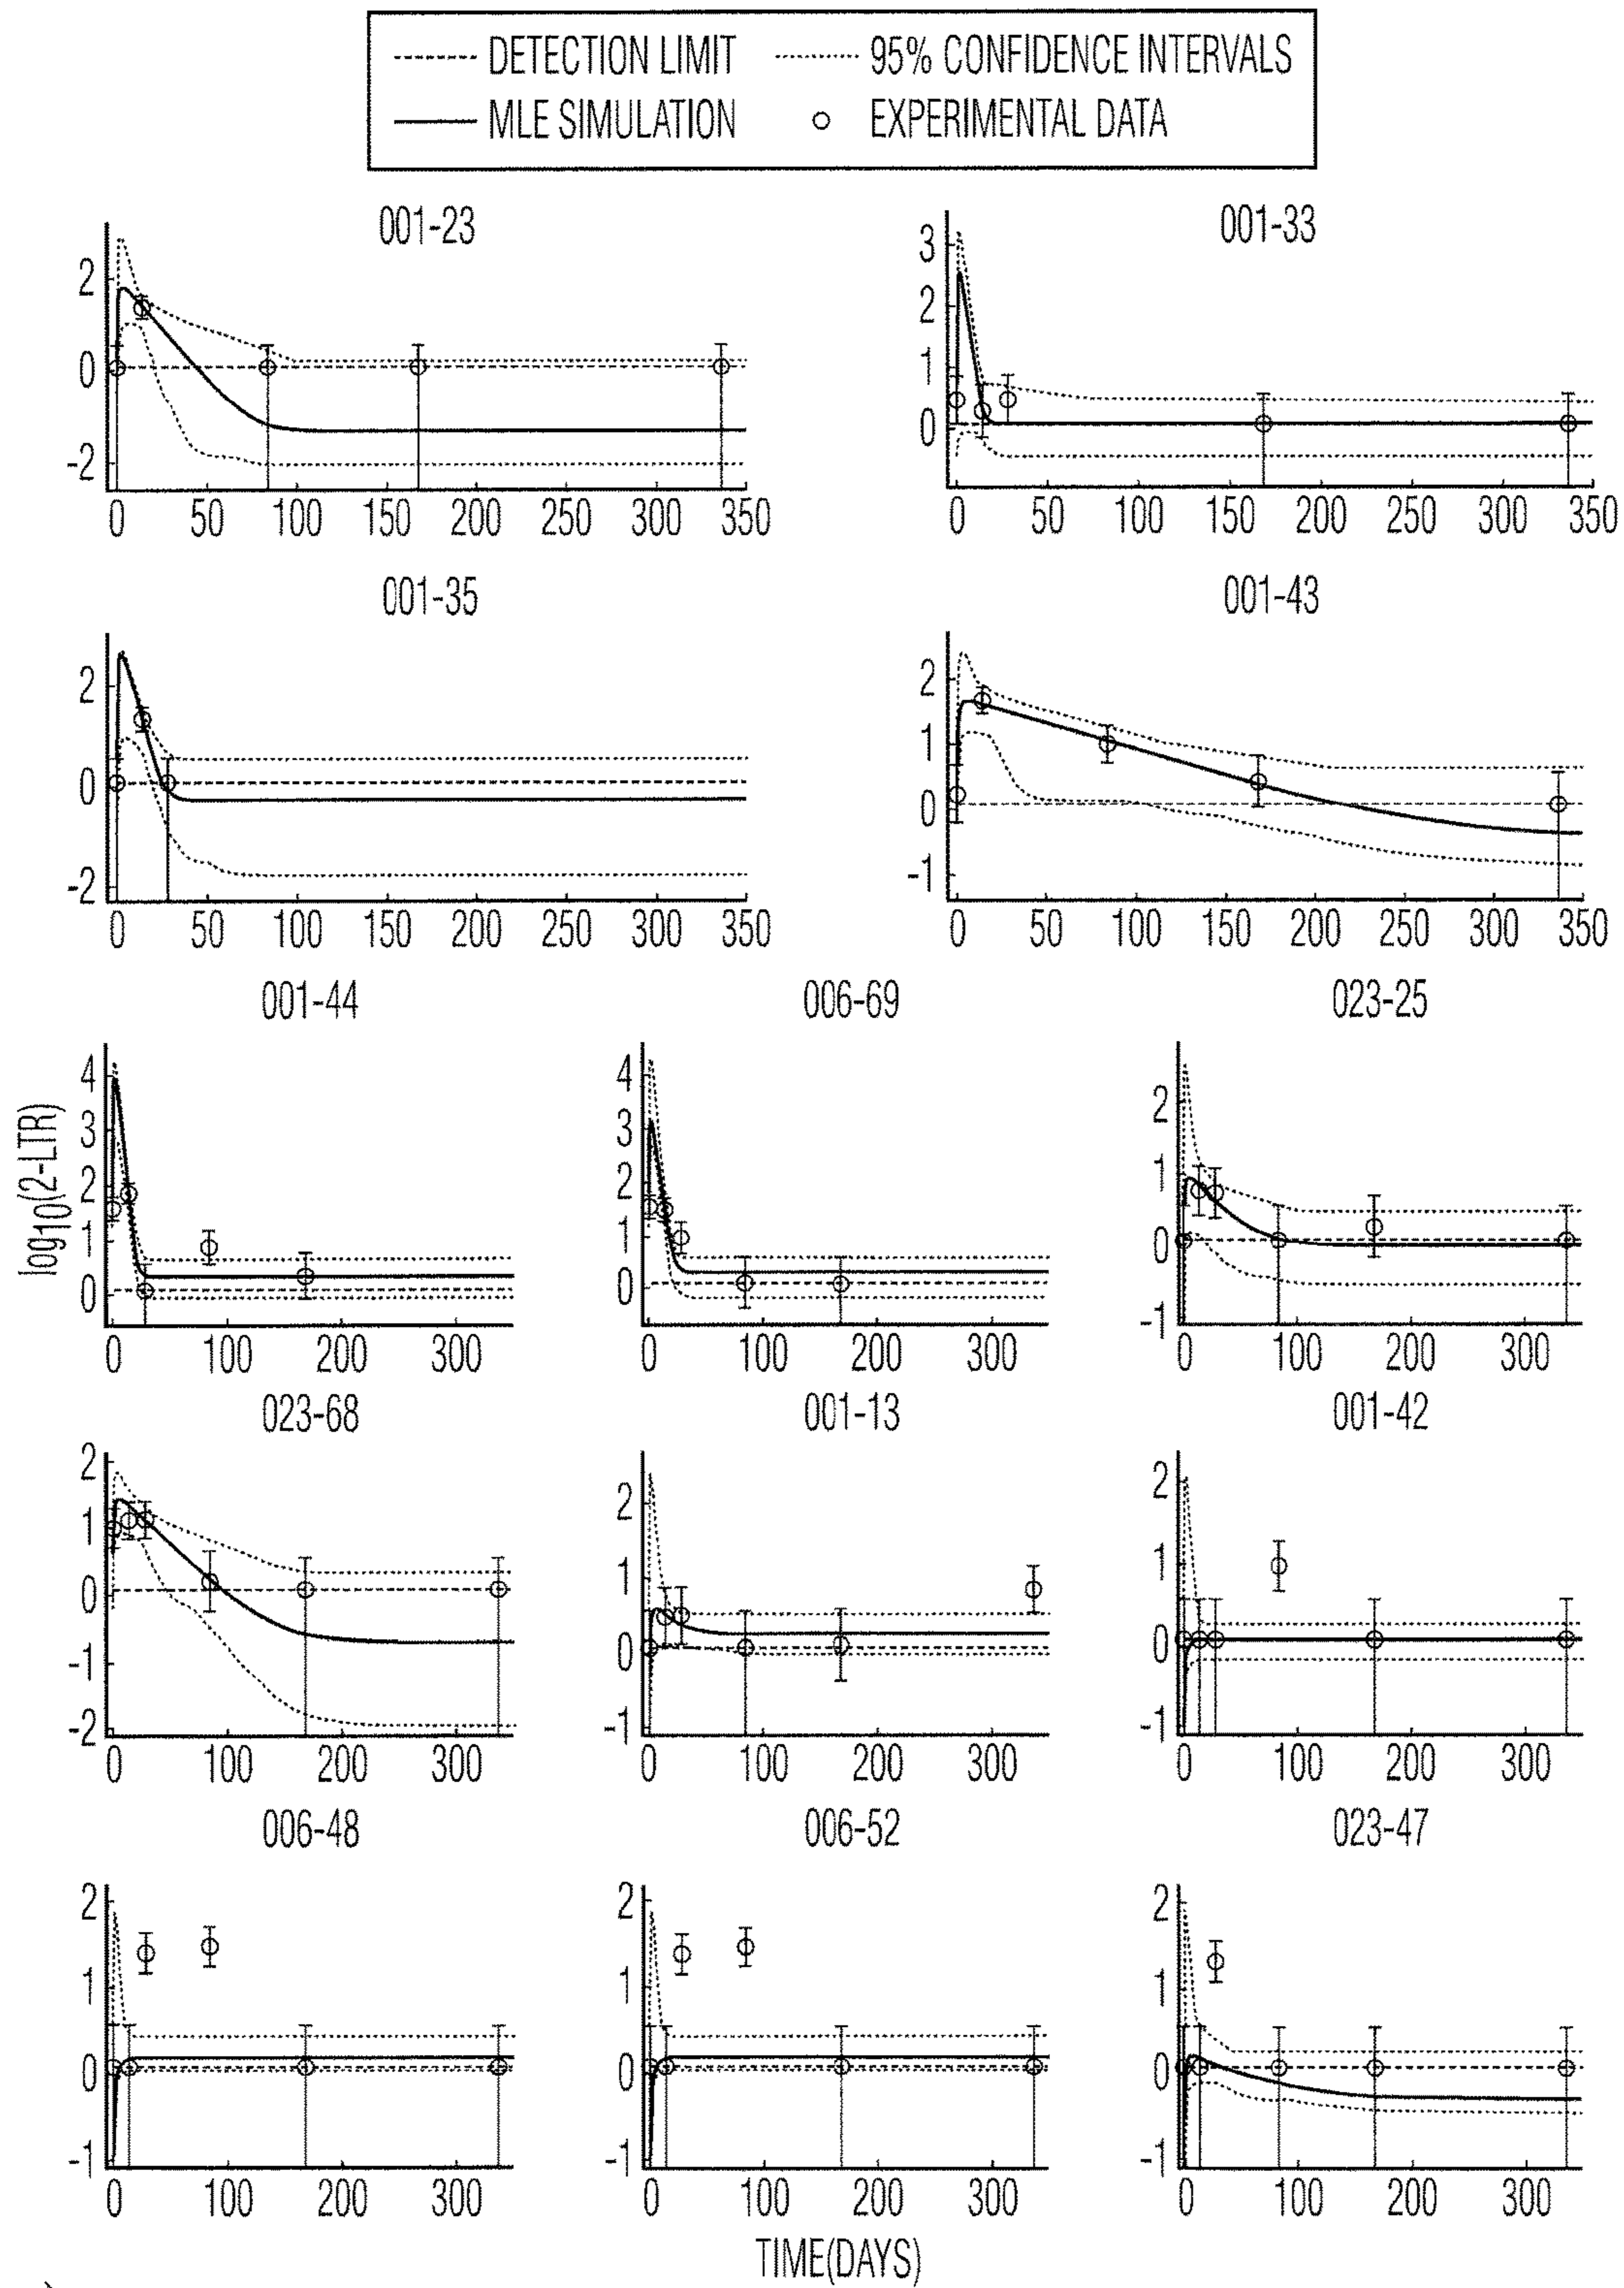 DETECTION LIMIT 95% CONFIDENCE INTERVALS
MLE SIMULATION EXPERIMENTAL DATA
001-23 001-33
2
0
-2
0 50 100 150 200 250 300 350
3
2
1
0
0 50 100 150 200 250 300 350
001-35 001-43
2
0
-2
0 50 100 150 200 250 300 350
2
1
0
-1
0 50 100 150 200 250 300 350
001-44 006-69 023-25
log10(2-LTR)
4
3
2
1
0
0 100 200 300
4
3
2
1
0
0 100 200 300
2
1
0
-1
0 100 200 300
023-68 001-13 001-42
2
1
0
-1
-2
0 100 200 300
2
1
0
-1
0 100 200 300
2
1
0
-1
0 100 200 300
006-48 006-52 023-47
2
1
0
-1
0 100 200 300
2
1
0
-1
0 100 200 300
2
1
0
-1
0 100 200 300
TIME(DAYS)